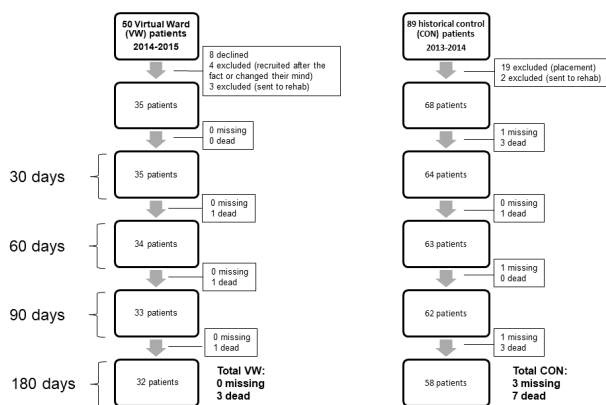 50 Virtual Ward
(VW) patients
2014-2015
8 declined
4 excluded (recruited after the
fact or changed their mind)
3 excluded (sent to rehab)
35 patients
0 missing
0 dead
30 days
35 patients
0 missing
1 dead
60 days
34 patients
0 missing
1 dead
90 days
33 patients
0 missing
1 dead
180 days
32 patients
Total VW:
0 missing
3 dead
89 historical control
(CON) patients
2013-2014
19 excluded (placement)
2 excluded (sent to rehab)
68 patients
1 missing
3 dead
64 patients
0 missing
1 dead
63 patients
1 missing
0 dead
62 patients
1 missing
3 dead
58 patients
Total CON:
3 missing
7 dead